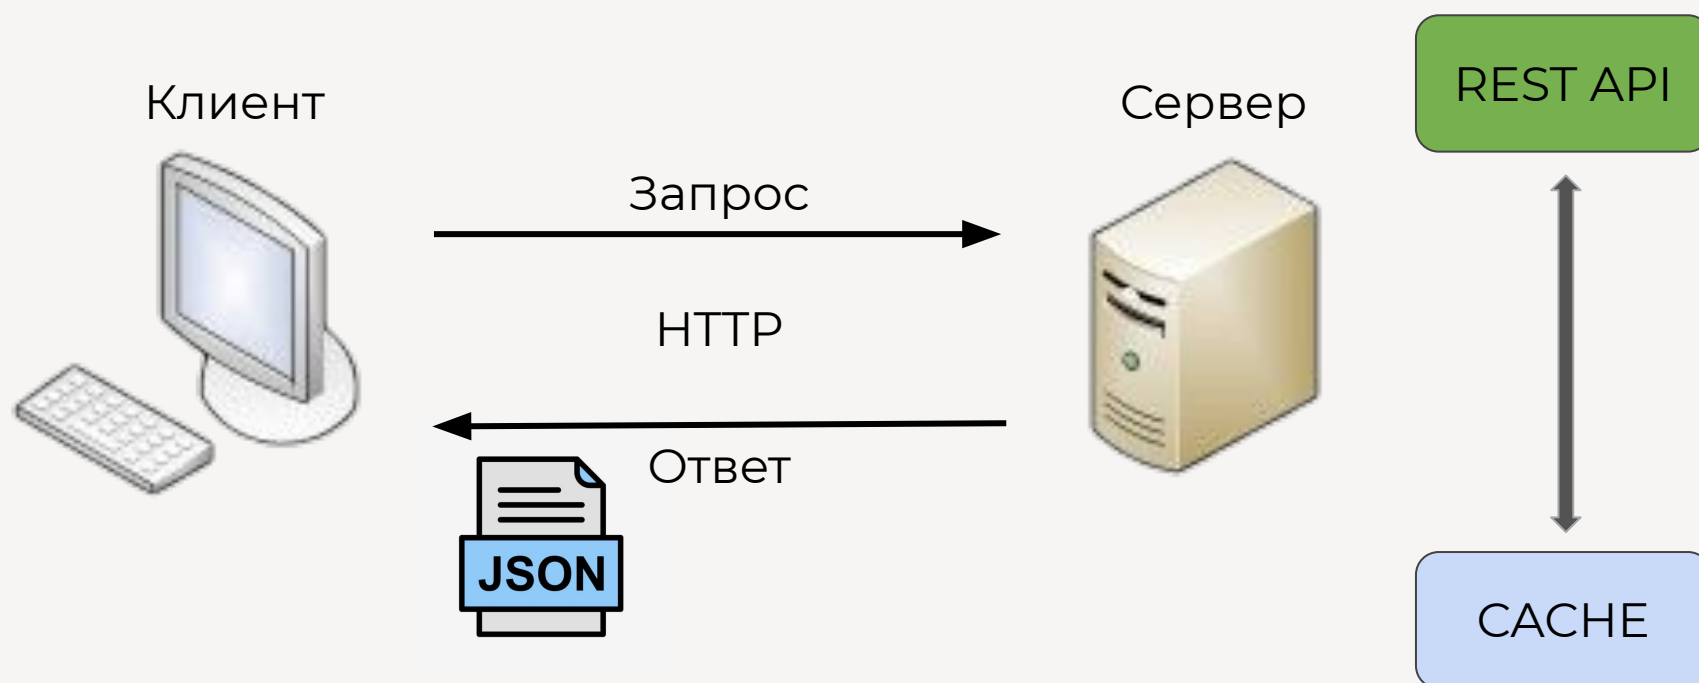 Клиент
Сервер
REST API
Запрос
HTTP
Ответ
JSON
CACHE